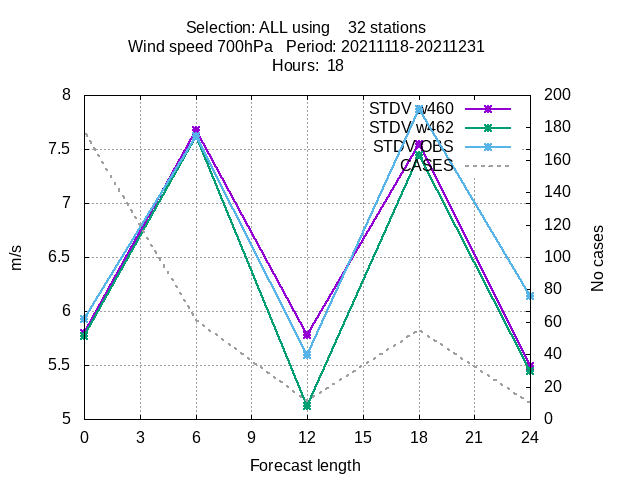 Selection: ALL using    32 stations
Wind speed 700hPa   Period: 20211118-20211231
Hours:  18
STDV w460
STDV w462
STDV OBS
CASES
8
7.5
7
6.5
6
5.5
5
m/s
200
180
160
140
120
100
80
60
40
20
0
No cases
0 3 6 9 12 15 18 21 24
Forecast length